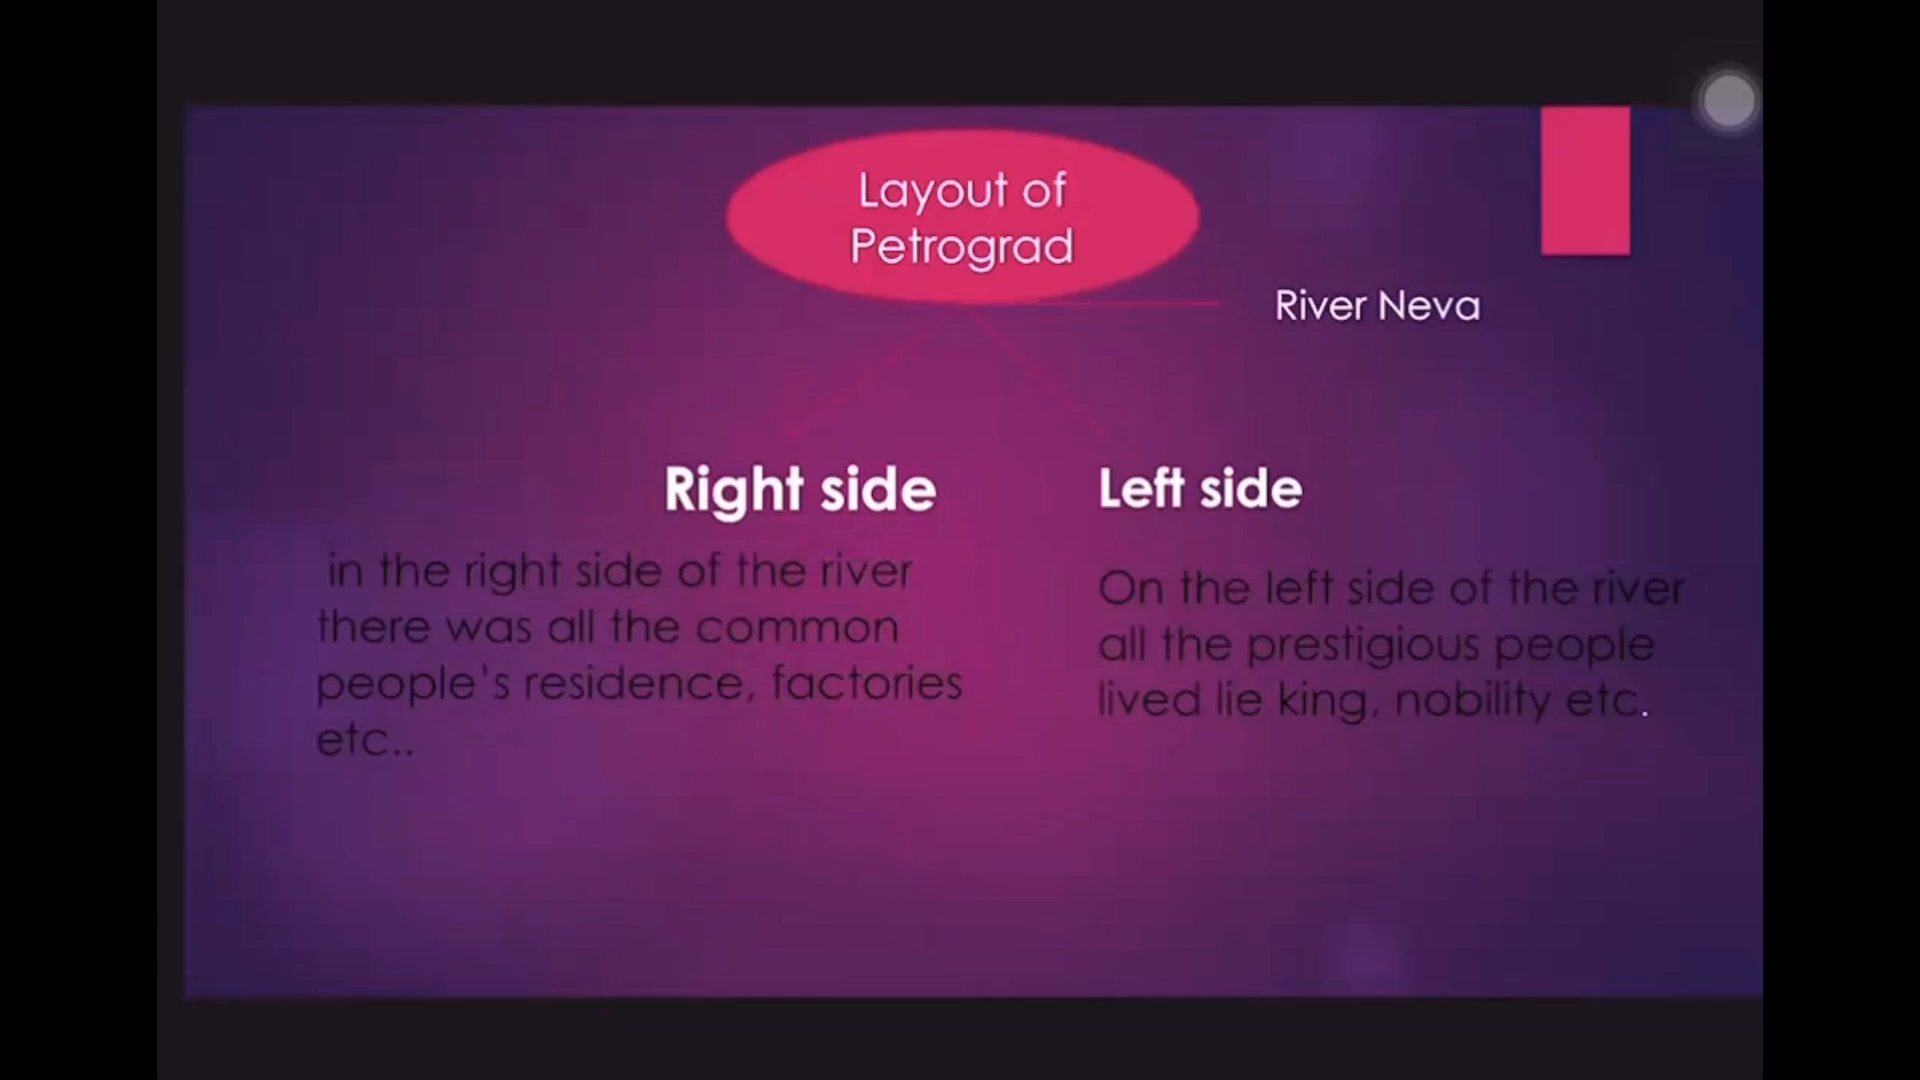 Layout of
Petrograd
River Neva
Right side
in the right side of the river
there was all the common
people's residence, factories
etc..
Left side
On the left side of the river
all the prestigious people
lived lie king, nobility etc.